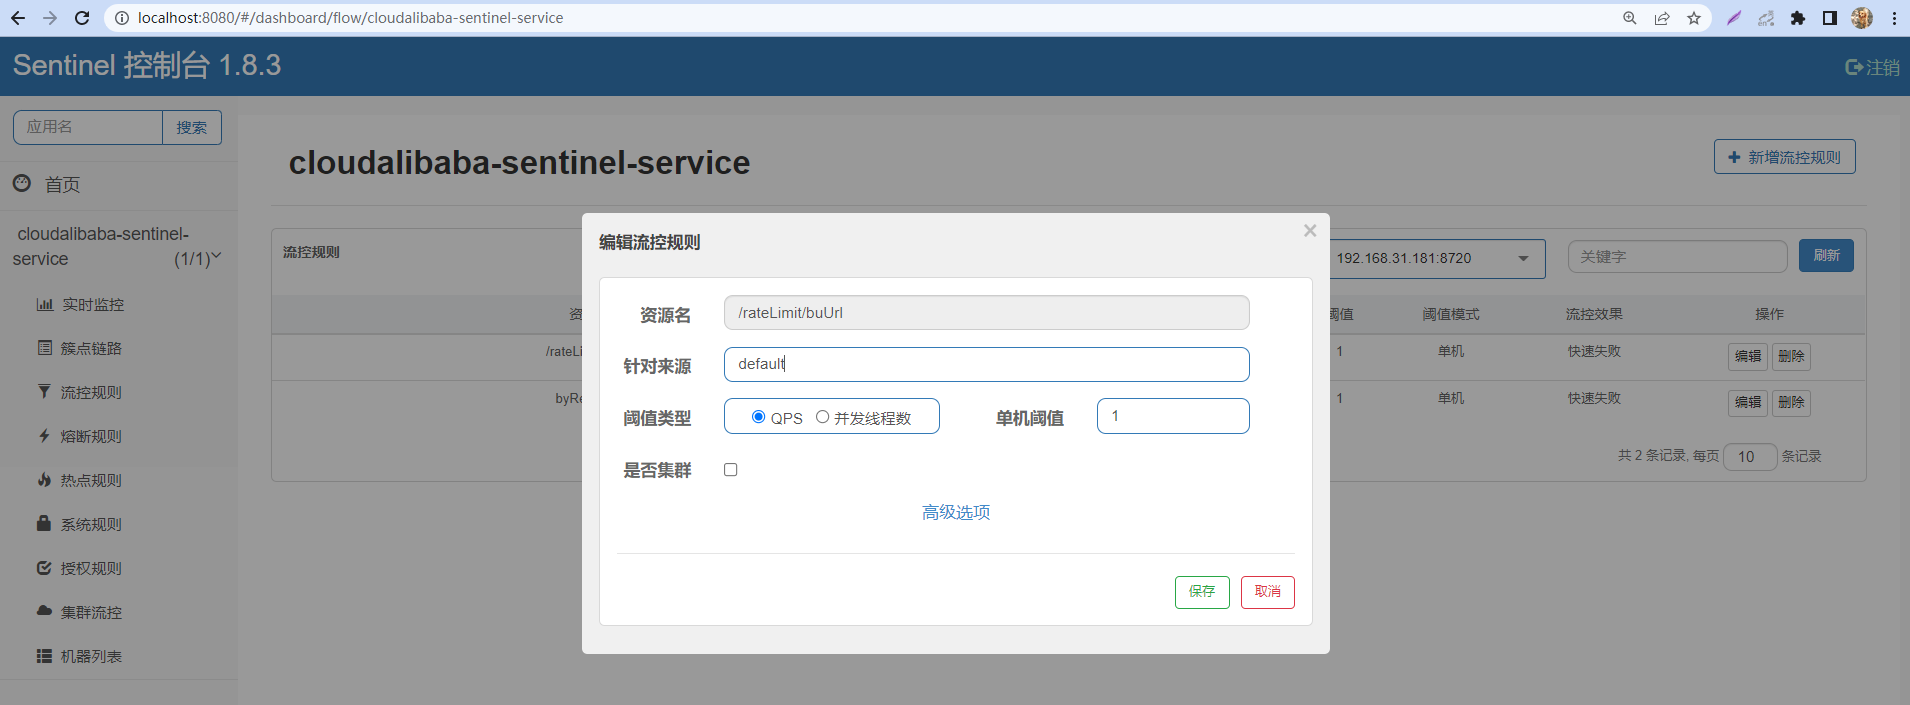 localhost:8080/#/dashboard/flow/cloudalibaba-sentinel-service
Sentinel 控制台 1.8.3
注销
应用名
搜索
首页
cloudalibaba-sentinel-
service
(1/1)
实时监控
簇点链路
流控规则
熔断规则
热点规则
系统规则
授权规则
集群流控
机器列表
cloudalibaba-sentinel-service
新增流控规则
流控规则
192.168.31.181:8720
关键字
刷新
资
阈值
阈值模式
流控效果
操作
/rateLi
1
单机
快速失败
编辑
删除
byRe
1
单机
快速失败
编辑
删除
共 2 条记录, 每页
10
条记录
编辑流控规则
×
资源名
/rateLimit/buUrl
针对来源
default
阈值类型
QPS
并发线程数
单机阈值
1
是否集群
高级选项
保存
取消